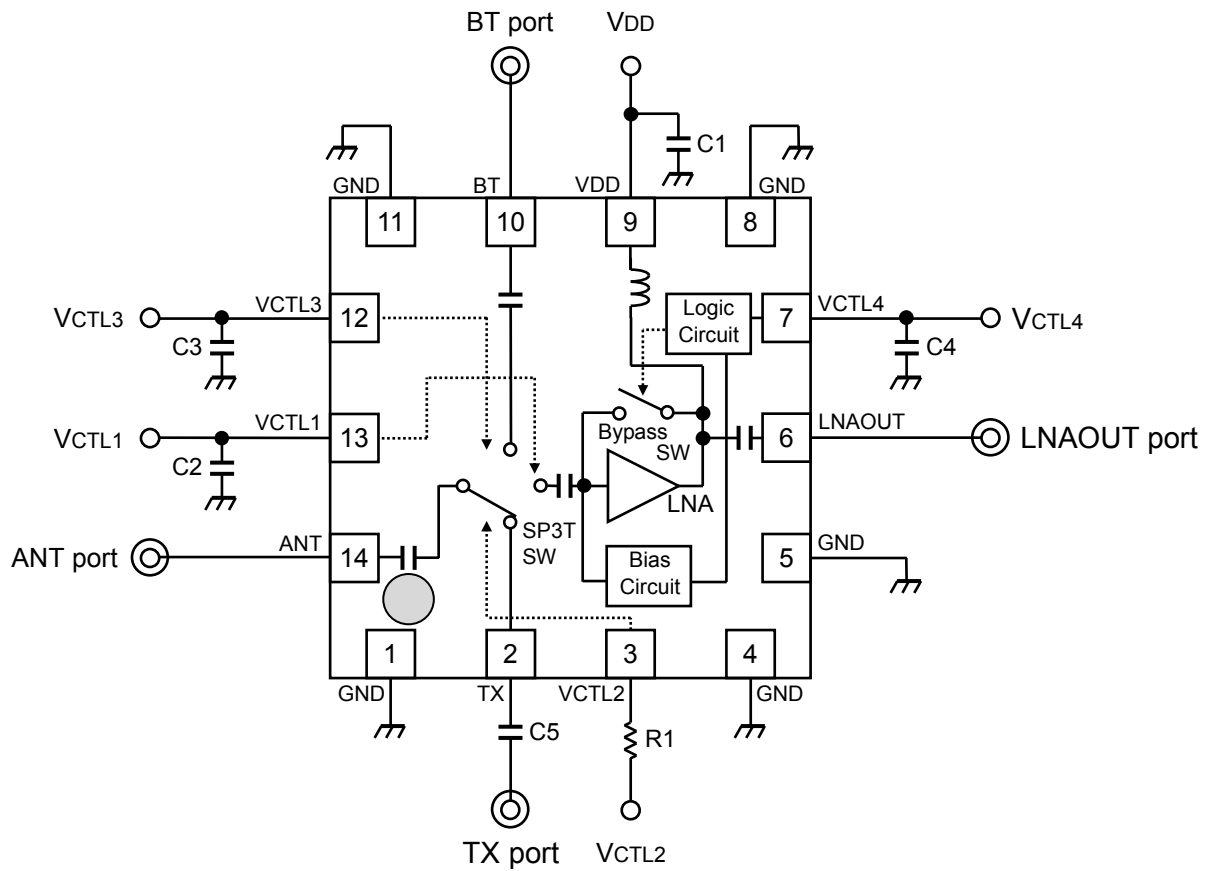 BT port
VDD
C1
GND
BT
VDD
GND
11
10
9
8
VCTL3
VCTL3
12
Logic
Circuit
7
VCTL4
VCTL4
C3
C4
VCTL1
VCTL1
13
Bypass
SW
6
LNAOUT
LNAOUT port
C2
LNA
SP3T
SW
ANT port
ANT
14
Bias
Circuit
5
GND
1
2
3
4
GND
TX
VCTL2
GND
C5
R1
TX port
VCTL2